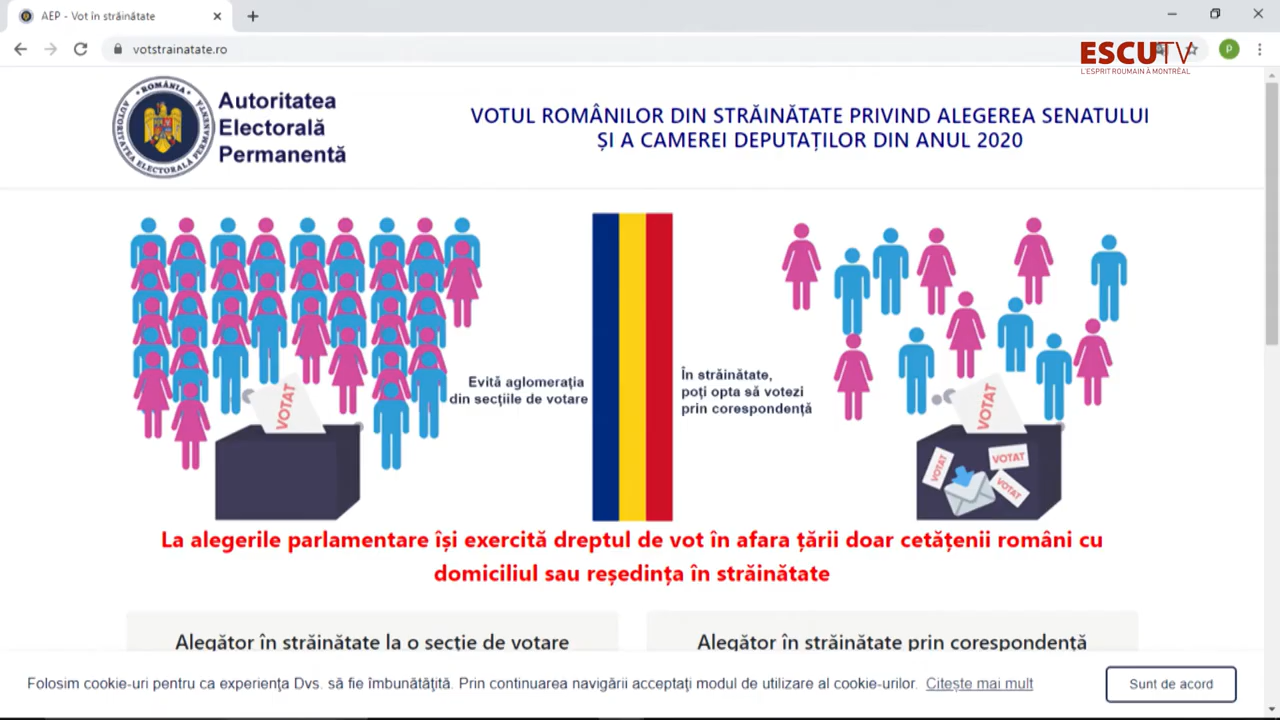 AEP - Vot în străinătate
votstrainatate.ro
P
ESCUTV
L'ESPRIT ROUMAIN À MONTRÉAL
ROMÂNIA
AUTORITATEA ELECTORALĂ PERMANENTĂ
Autoritatea
Electorală
Permanentă
VOTUL ROMÂNILOR DIN STRĂINĂTATE PRIVIND ALEGEREA SENATULUI
ȘI A CAMEREI DEPUTAȚILOR DIN ANUL 2020
Evită aglomerația
din secțiile de votare
În străinătate,
poți opta să votezi
prin corespondență
VOTAT
VOTAT
VOTAT
VOTAT
VOTAT
La alegerile parlamentare își exercită dreptul de vot în afara țării doar cetățenii români cu
domiciliul sau reședința în străinătate
Alegător în străinătate la o secție de votare
Alegător în străinătate prin corespondență
Folosim cookie-uri pentru ca experiența Dvs. să fie îmbunătățită. Prin continuarea navigării acceptați modul de utilizare al cookie-urilor. Citește mai mult
Sunt de acord